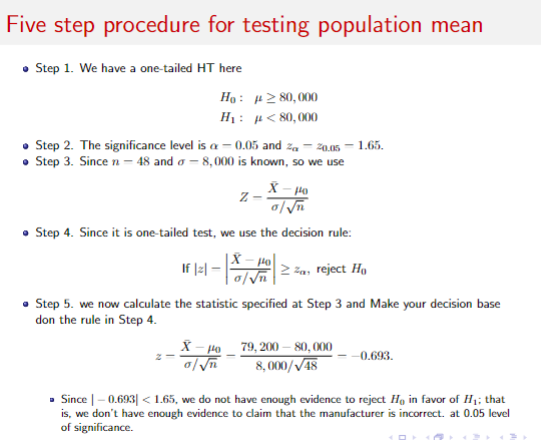 Five step procedure for testing population mean
Step 1. We have a one-tailed HT here
H₀ : μ ≥ 80, 000
H₁ : μ < 80, 000
Step 2. The significance level is α = 0.05 and zα = z₀.₀₅ = 1.65.
Step 3. Since n = 48 and σ = 8, 000 is known, so we use
Z = (X̄ − μ₀) / (σ/√n)
Step 4. Since it is one-tailed test, we use the decision rule:
If |z| = |(X̄ − μ₀) / (σ/√n)| ≥ zα, reject H₀
Step 5. we now calculate the statistic specified at Step 3 and Make your decision base
don the rule in Step 4.
z = (X̄ − μ₀) / (σ/√n) = (79, 200 − 80, 000) / (8, 000/√48) = −0.693.
Since | − 0.693| < 1.65, we do not have enough evidence to reject H₀ in favor of H₁; that
is, we don't have enough evidence to claim that the manufacturer is incorrect. at 0.05 level
of significance.